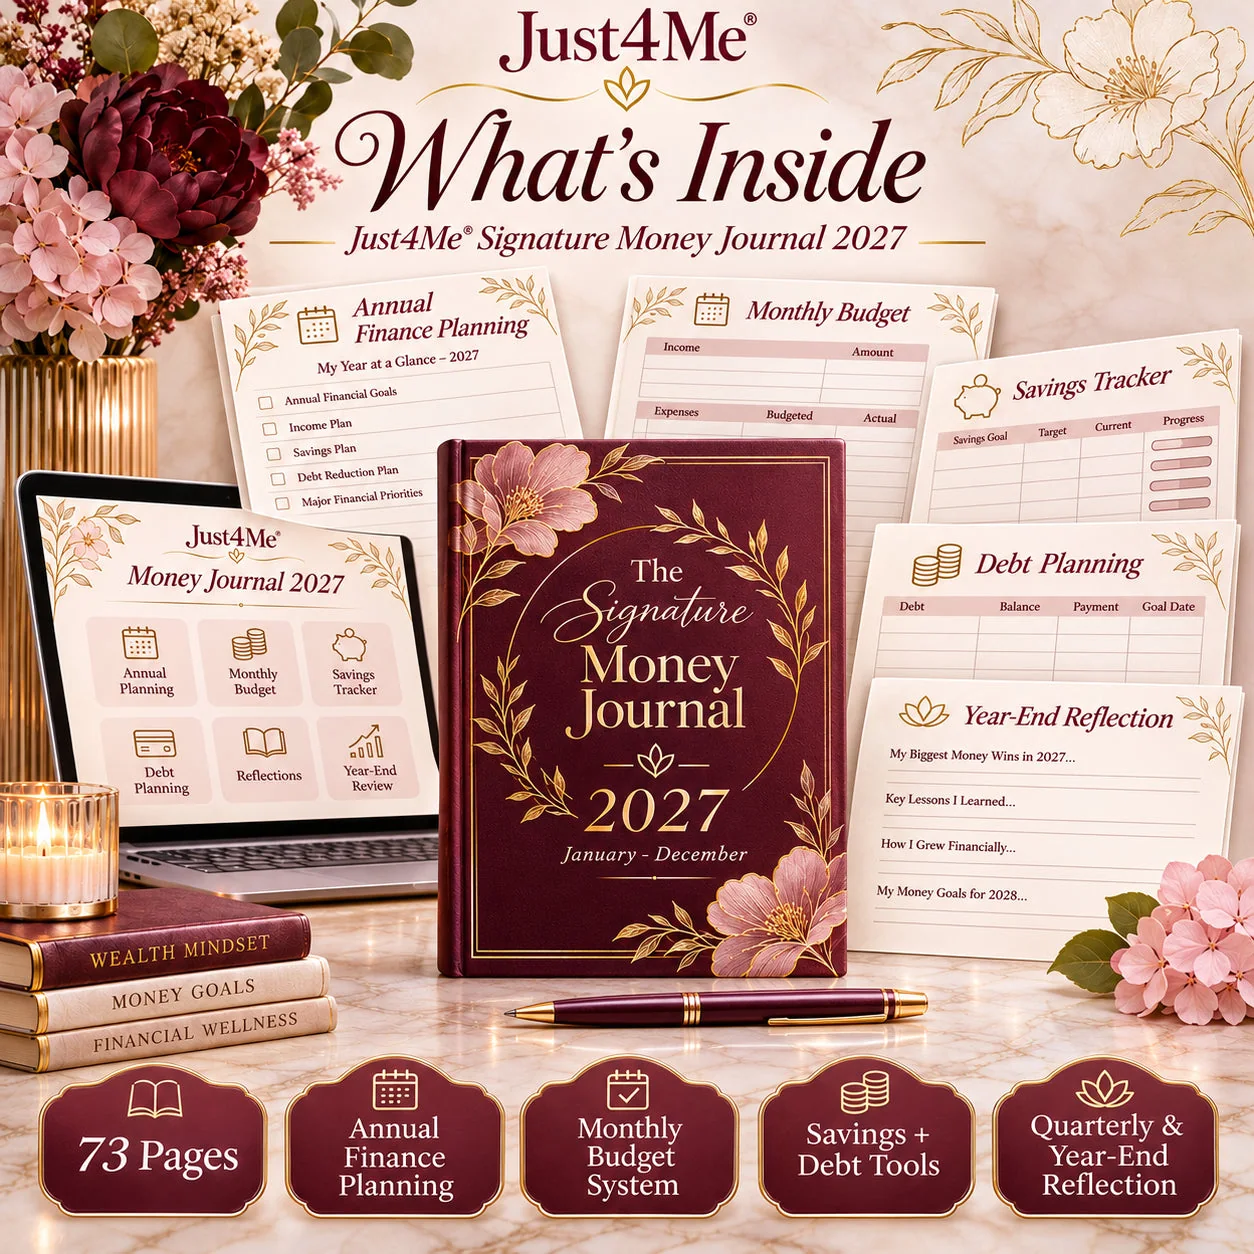 Just4Me®
What's Inside
Just4Me® Signature Money Journal 2027
Annual
Finance Planning
My Year at a Glance – 2027
Annual Financial Goals
Income Plan
Savings Plan
Debt Reduction Plan
Major Financial Priorities
Monthly Budget
Income Amount
Expenses Budgeted Actual
Savings Tracker
Savings Goal Target Current Progress
Debt Planning
Debt Balance Payment Goal Date
Year-End Reflection
My Biggest Money Wins in 2027...
Key Lessons I Learned...
How I Grew Financially...
My Money Goals for 2028...
Just4Me®
Money Journal 2027
Annual
Planning
Monthly
Budget
Savings
Tracker
Debt
Planning
Reflections
Year-End
Review
The
Signature
Money
Journal
2027
January - December
WEALTH MINDSET
MONEY GOALS
FINANCIAL WELLNESS
73 Pages
Annual
Finance
Planning
Monthly
Budget
System
Savings +
Debt Tools
Quarterly &
Year-End
Reflection